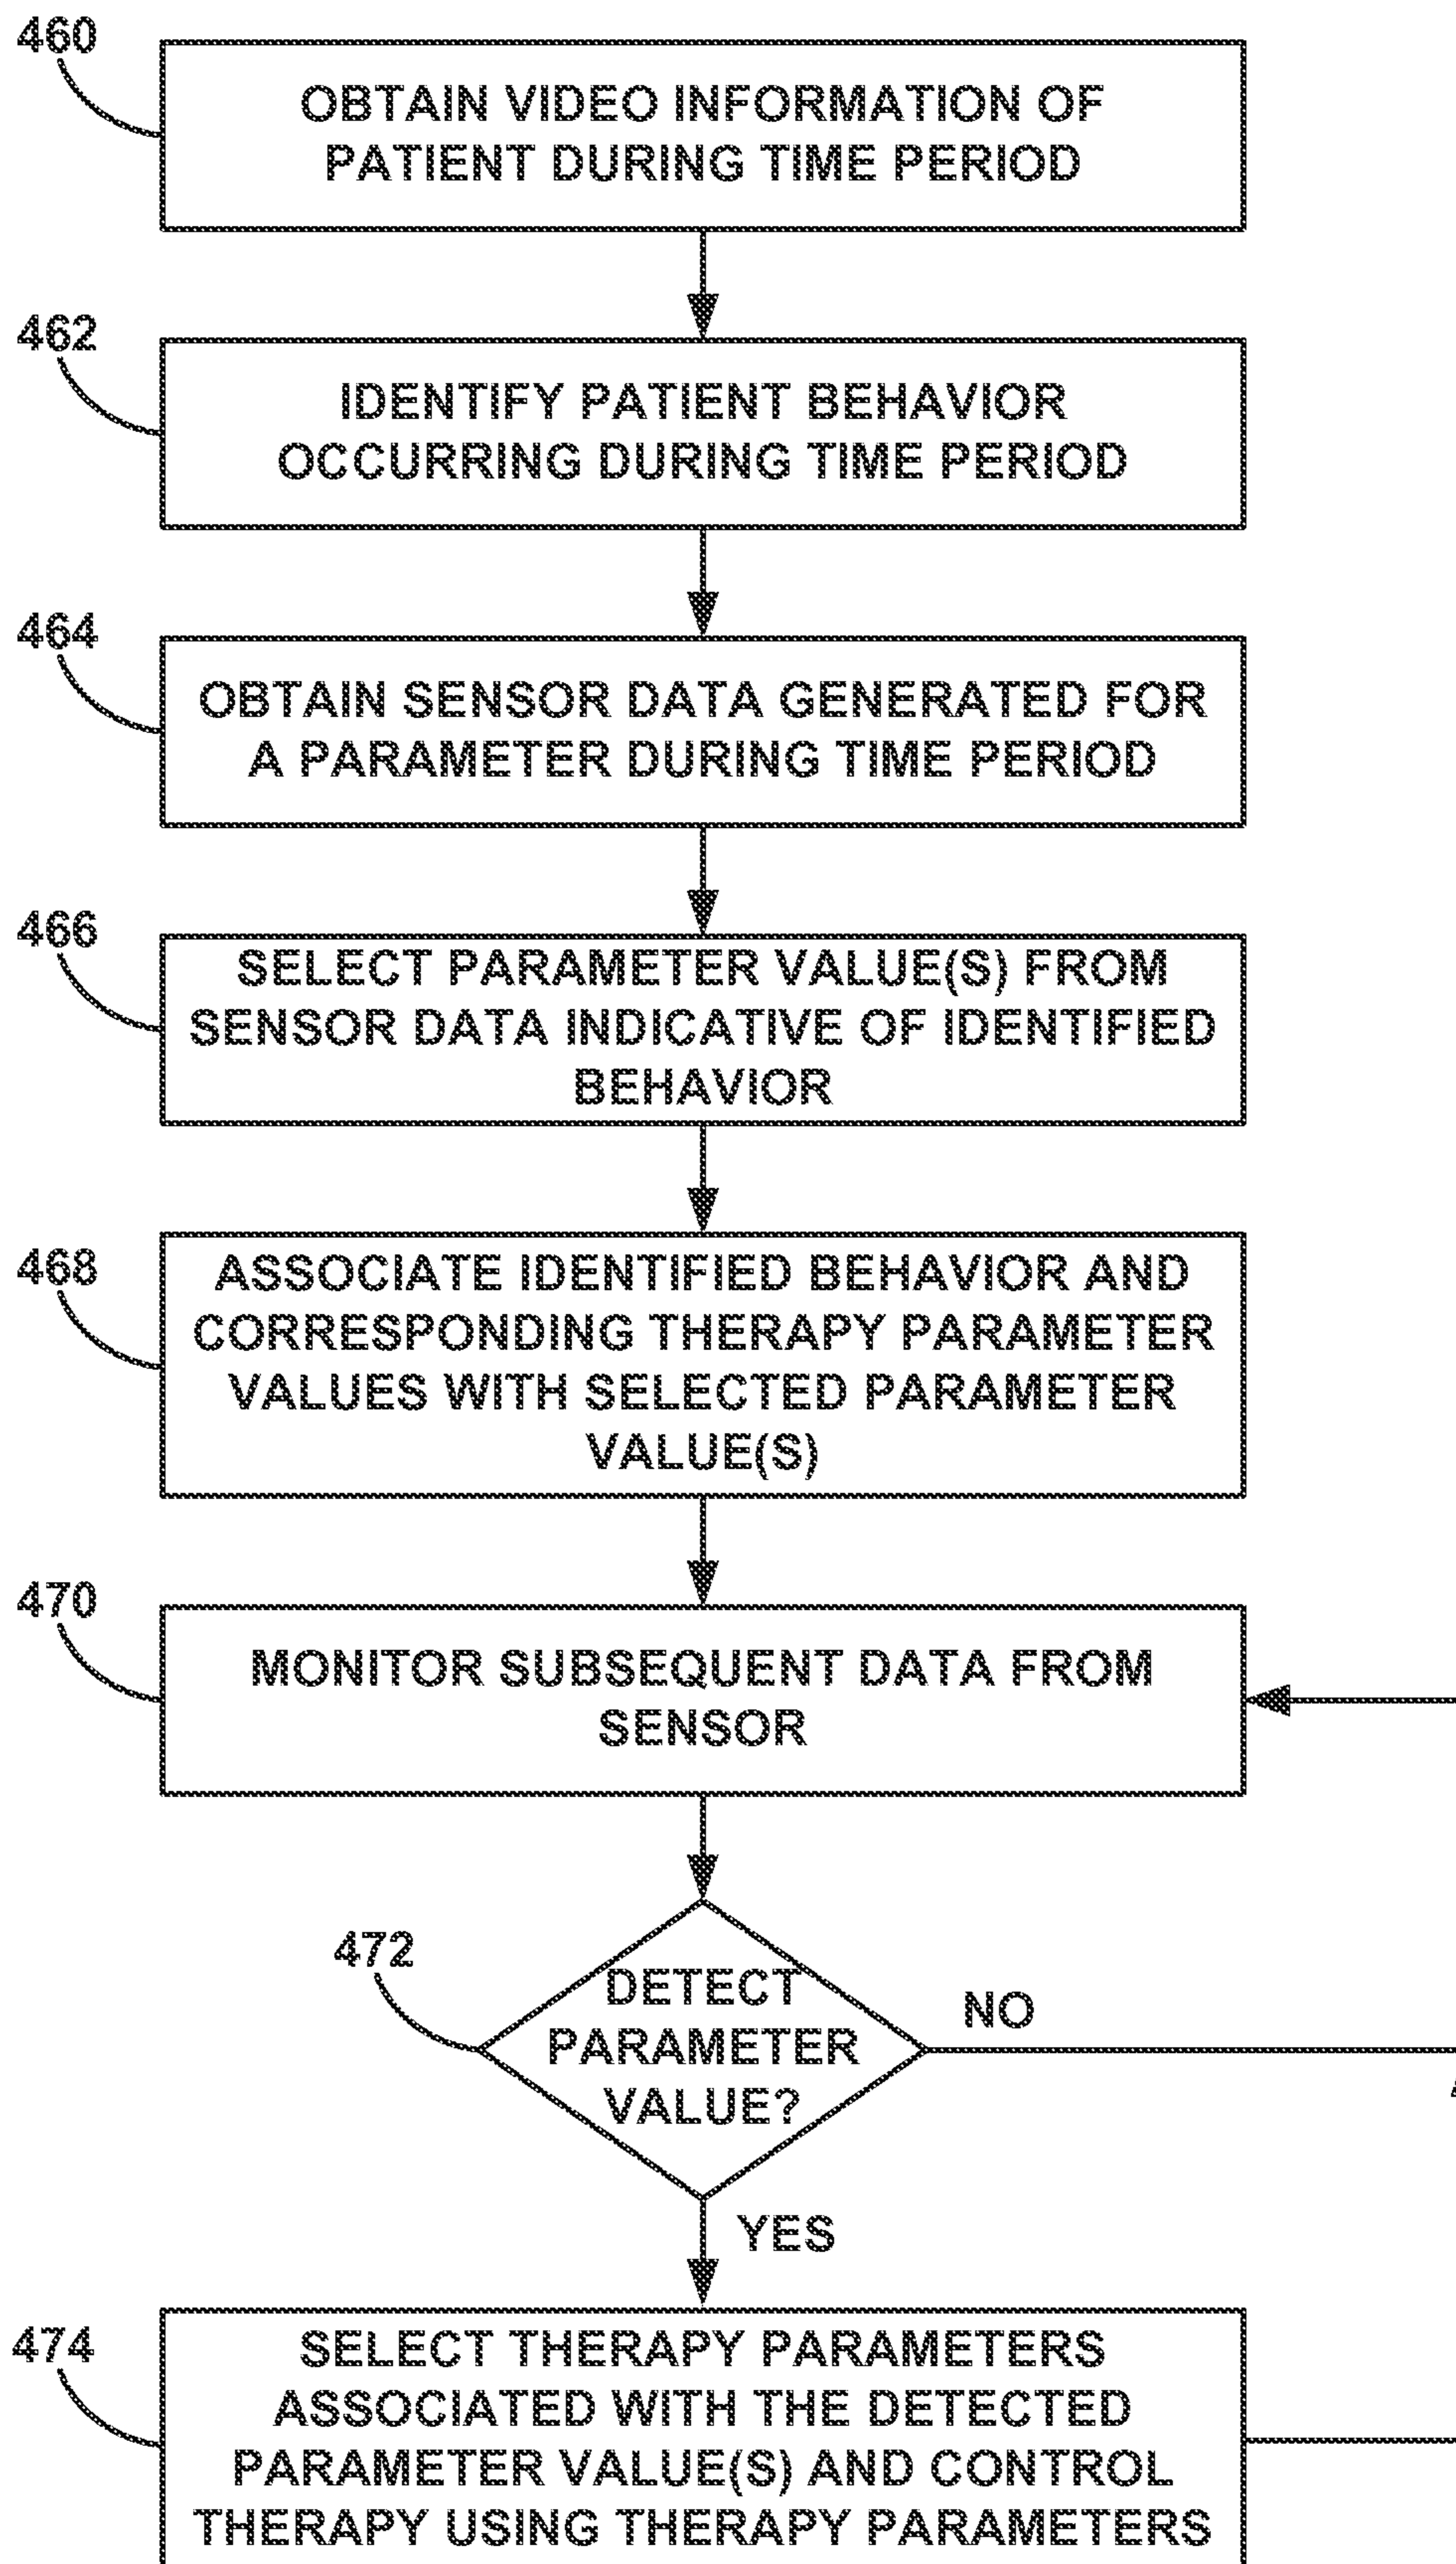 460
OBTAIN VIDEO INFORMATION OF
PATIENT DURING TIME PERIOD
462
IDENTIFY PATIENT BEHAVIOR
OCCURRING DURING TIME PERIOD
464
OBTAIN SENSOR DATA GENERATED FOR
A PARAMETER DURING TIME PERIOD
466
SELECT PARAMETER VALUE(S) FROM
SENSOR DATA INDICATIVE OF IDENTIFIED
BEHAVIOR
468
ASSOCIATE IDENTIFIED BEHAVIOR AND
CORRESPONDING THERAPY PARAMETER
VALUES WITH SELECTED PARAMETER
VALUE(S)
470
MONITOR SUBSEQUENT DATA FROM
SENSOR
472
DETECT
PARAMETER
VALUE?
NO
YES
474
SELECT THERAPY PARAMETERS
ASSOCIATED WITH THE DETECTED
PARAMETER VALUE(S) AND CONTROL
THERAPY USING THERAPY PARAMETERS